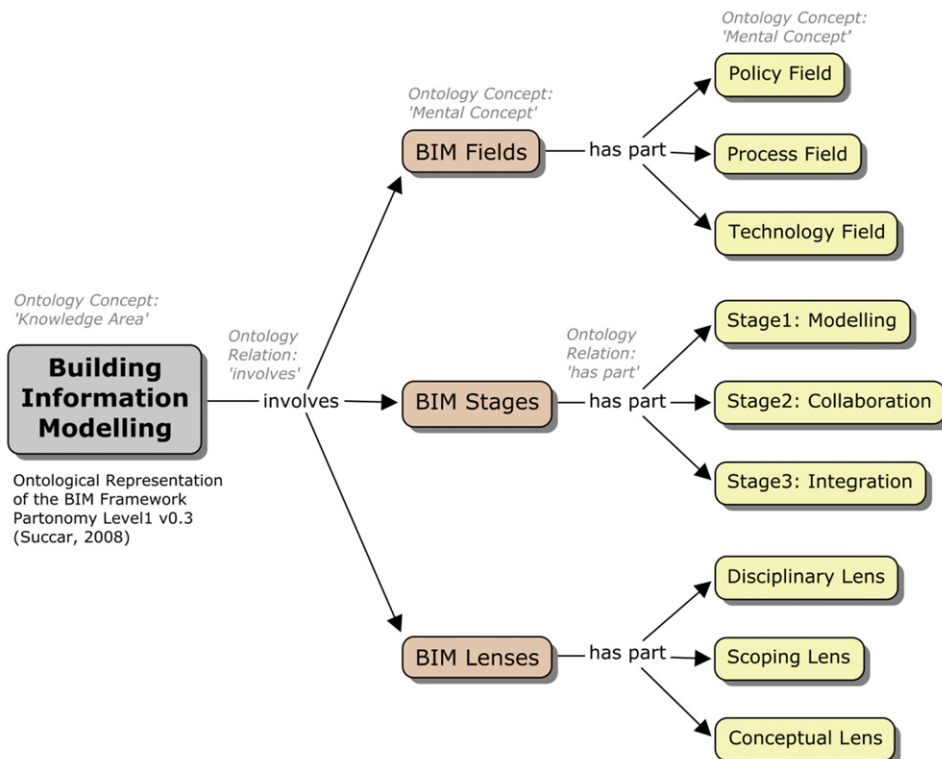 Ontology Concept:
'Mental Concept'
Policy Field
Ontology Concept:
'Mental Concept'
BIM Fields
has part
Process Field
Technology Field
Ontology Concept:
'Knowledge Area'
Building
Information
Modelling
Ontology
Relation:
'involves'
involves
BIM Stages
Ontology
Relation:
'has part'
has part
Stage1: Modelling
Stage2: Collaboration
Stage3: Integration
Ontological Representation
of the BIM Framework
Partonomy Level1 v0.3
(Succar, 2008)
BIM Lenses
has part
Disciplinary Lens
Scoping Lens
Conceptual Lens